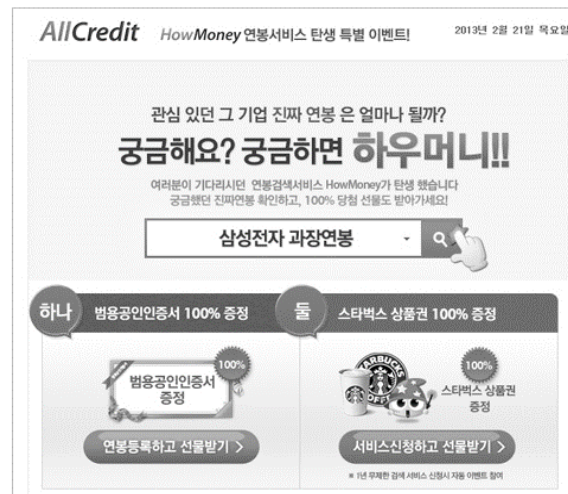 AllCredit HowMoney 연봉서비스 탄생 특별 이벤트! 2013년 2월 21일 목요일
관심 있던 그 기업 진짜 연봉 은 얼마나 될까?
궁금해요? 궁금하면 하우머니!!
여러분이 기다리시던 연봉검색서비스 HowMoney가 탄생 했습니다
궁금했던 진짜연봉 확인하고, 100% 당첨 선물도 받아가세요!
삼성전자 과장연봉
하나 범용공인인증서 100% 증정
둘 스타벅스 상품권 100% 증정
100%
범용공인인증서
증정
연봉등록하고 선물받기 >
STARBUCKS
COFFEE
100%
스타벅스 상품권
증정
서비스신청하고 선물받기 >
※ 1년 무제한 검색 서비스 신청시 자동 이벤트 참여